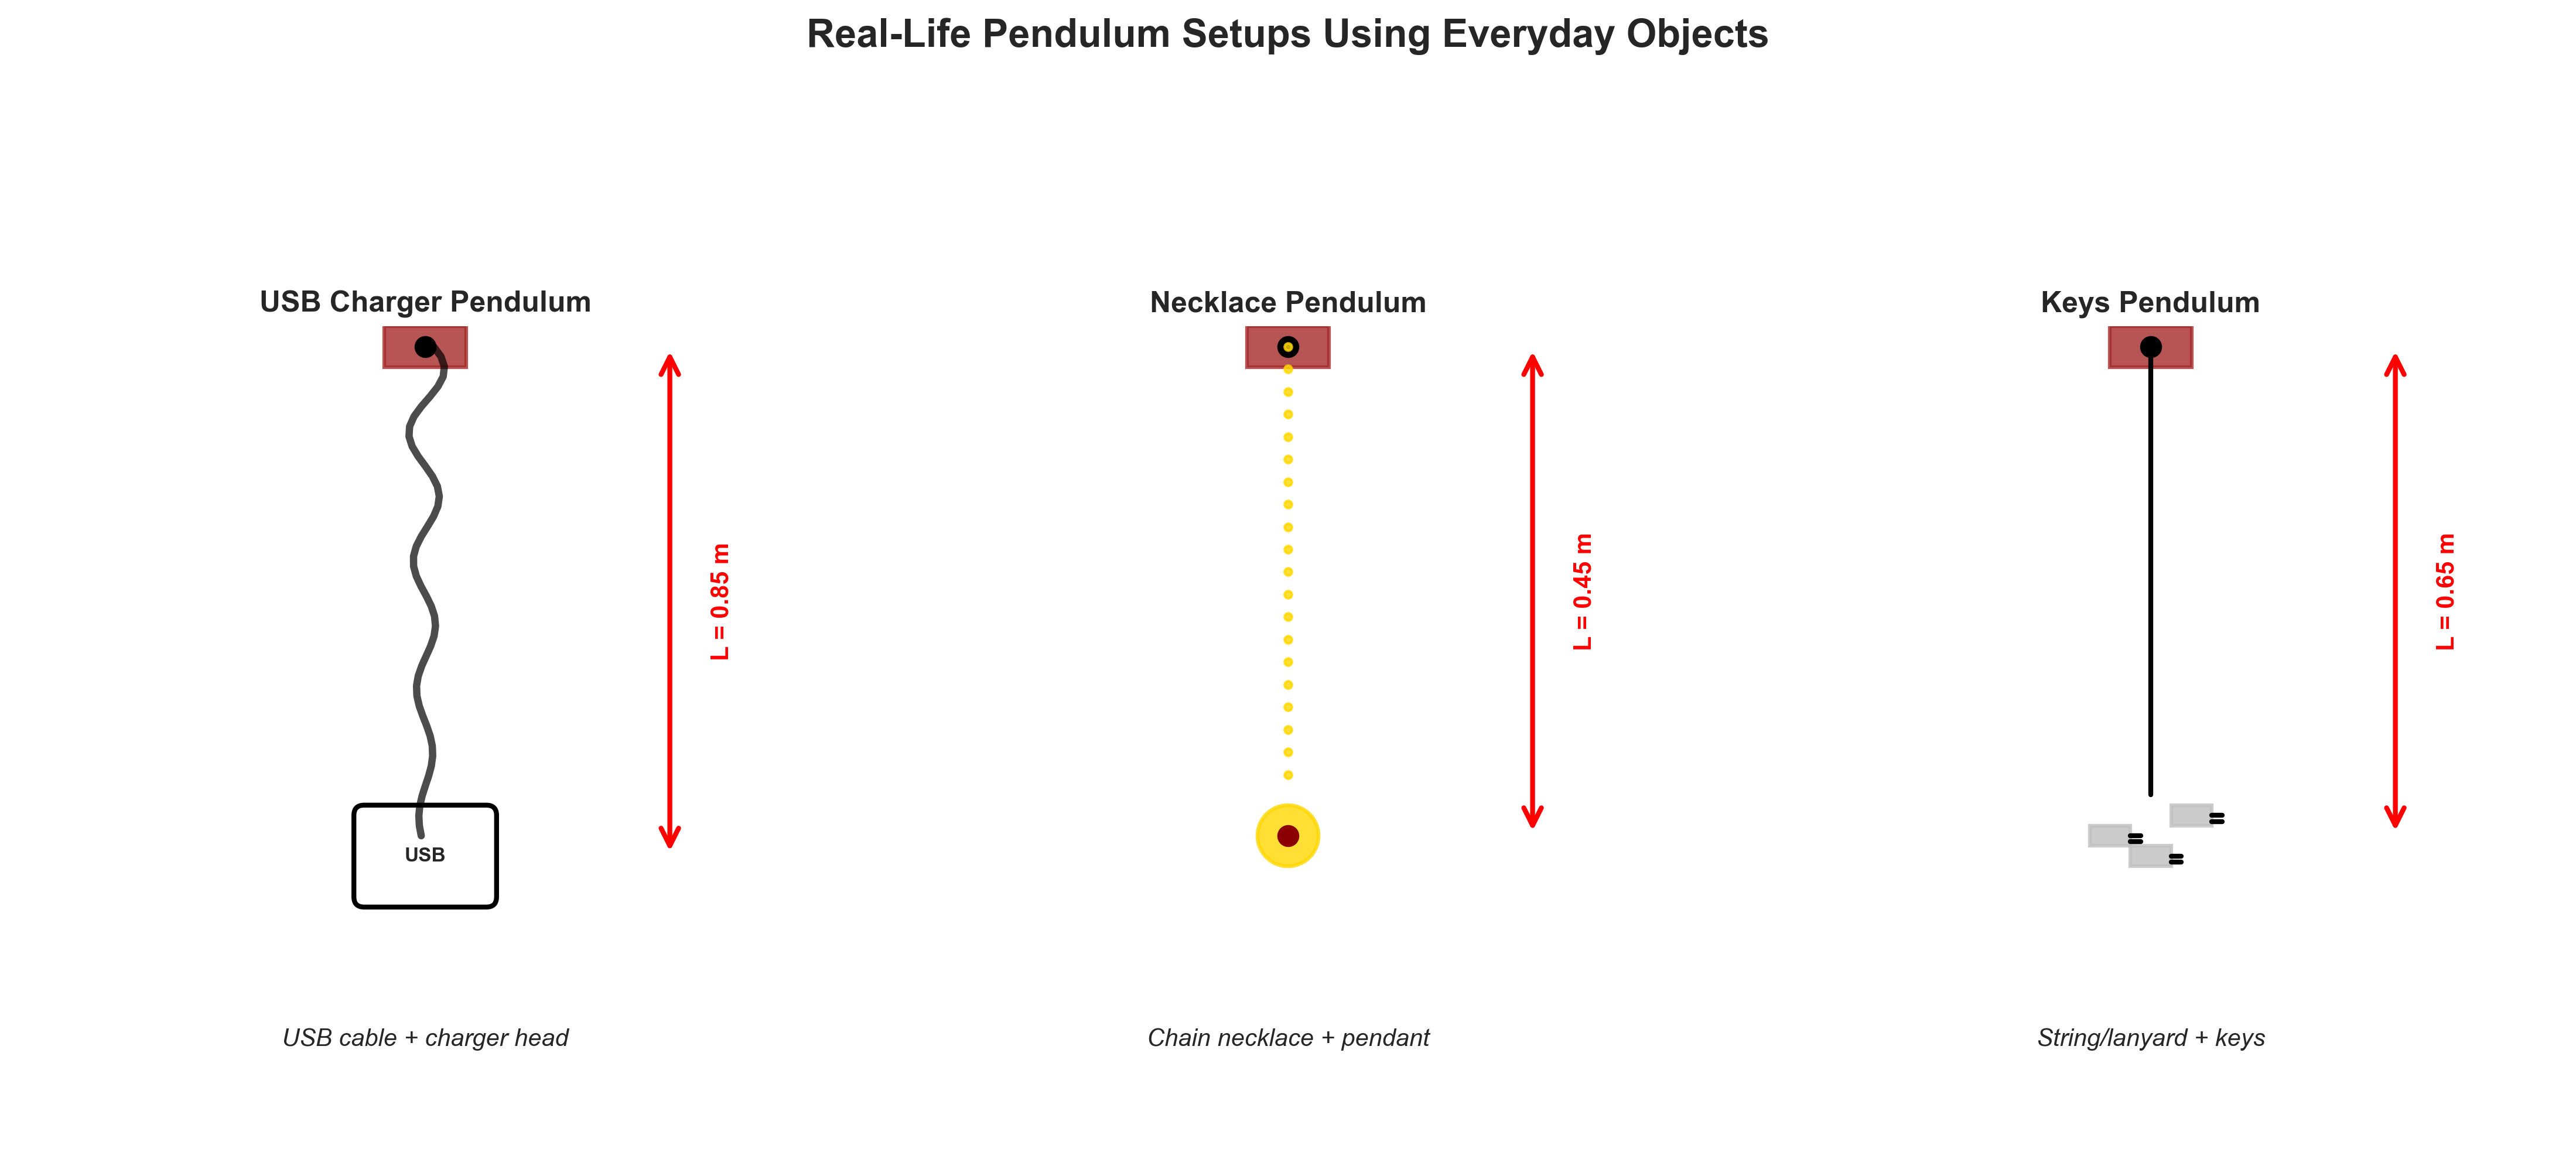 Real-Life Pendulum Setups Using Everyday Objects
USB Charger Pendulum
L = 0.85 m
USB
USB cable + charger head
Necklace Pendulum
L = 0.45 m
Chain necklace + pendant
Keys Pendulum
L = 0.65 m
String/lanyard + keys